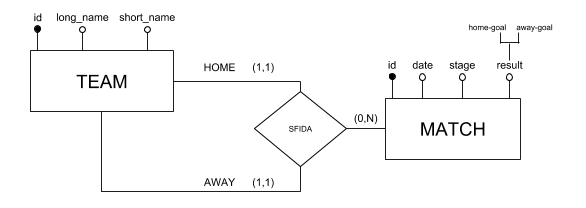 home-goal away-goal
id long_name short_name
id date stage result
TEAM
HOME (1,1)
SFIDA
(0,N)
MATCH
AWAY (1,1)